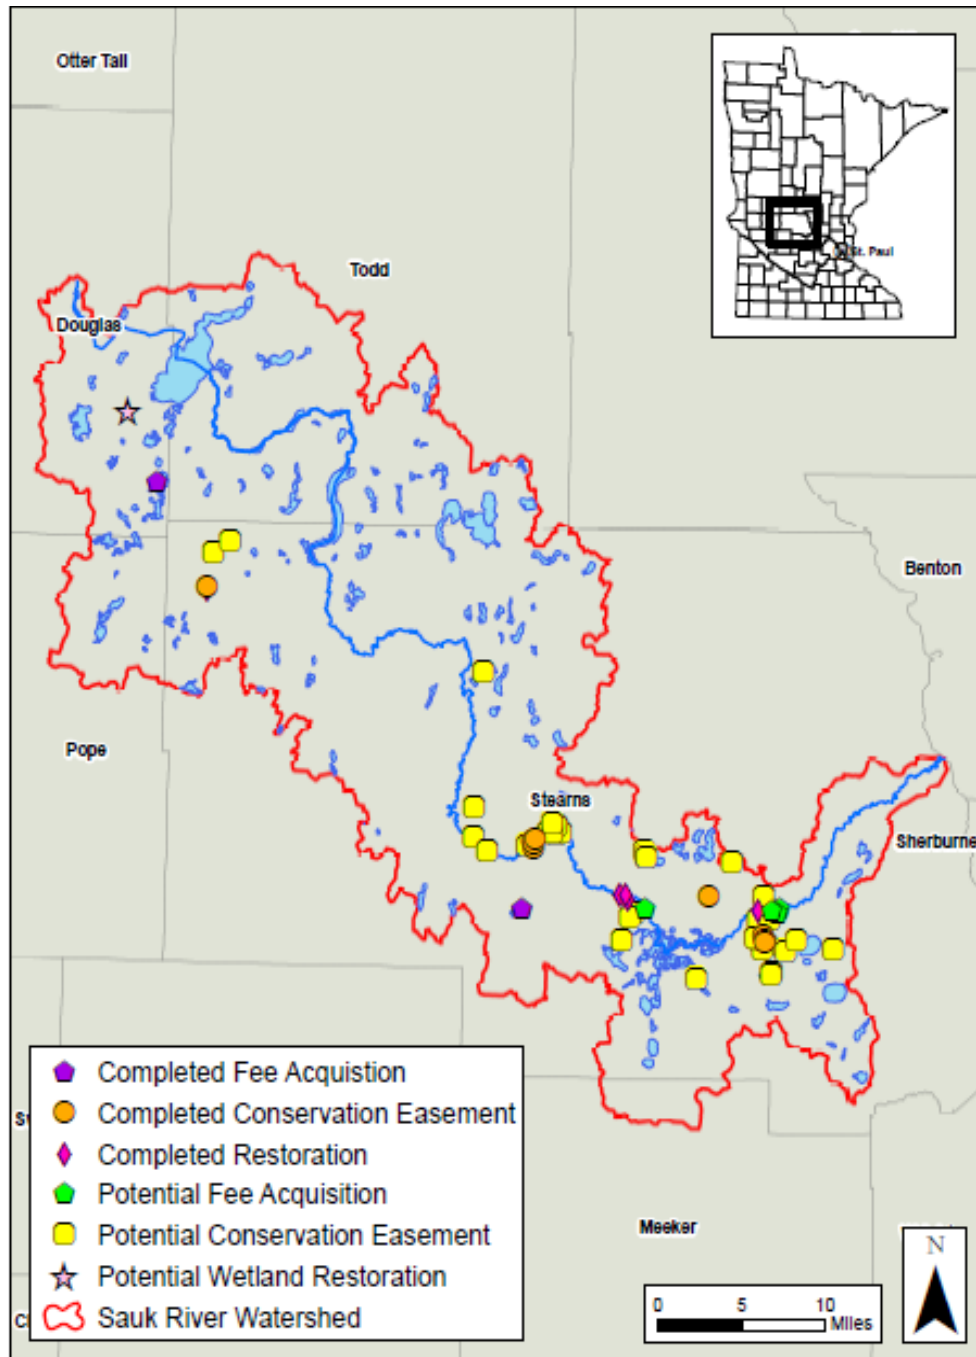 Otter Tail
St. Paul
Todd
Douglas
Benton
Pope
Stearns
Sherburne
Completed Fee Acquistion
Completed Conservation Easement
Completed Restoration
Potential Fee Acquisition
Potential Conservation Easement
Potential Wetland Restoration
Sauk River Watershed
Meeker
N
0 5 10
Miles